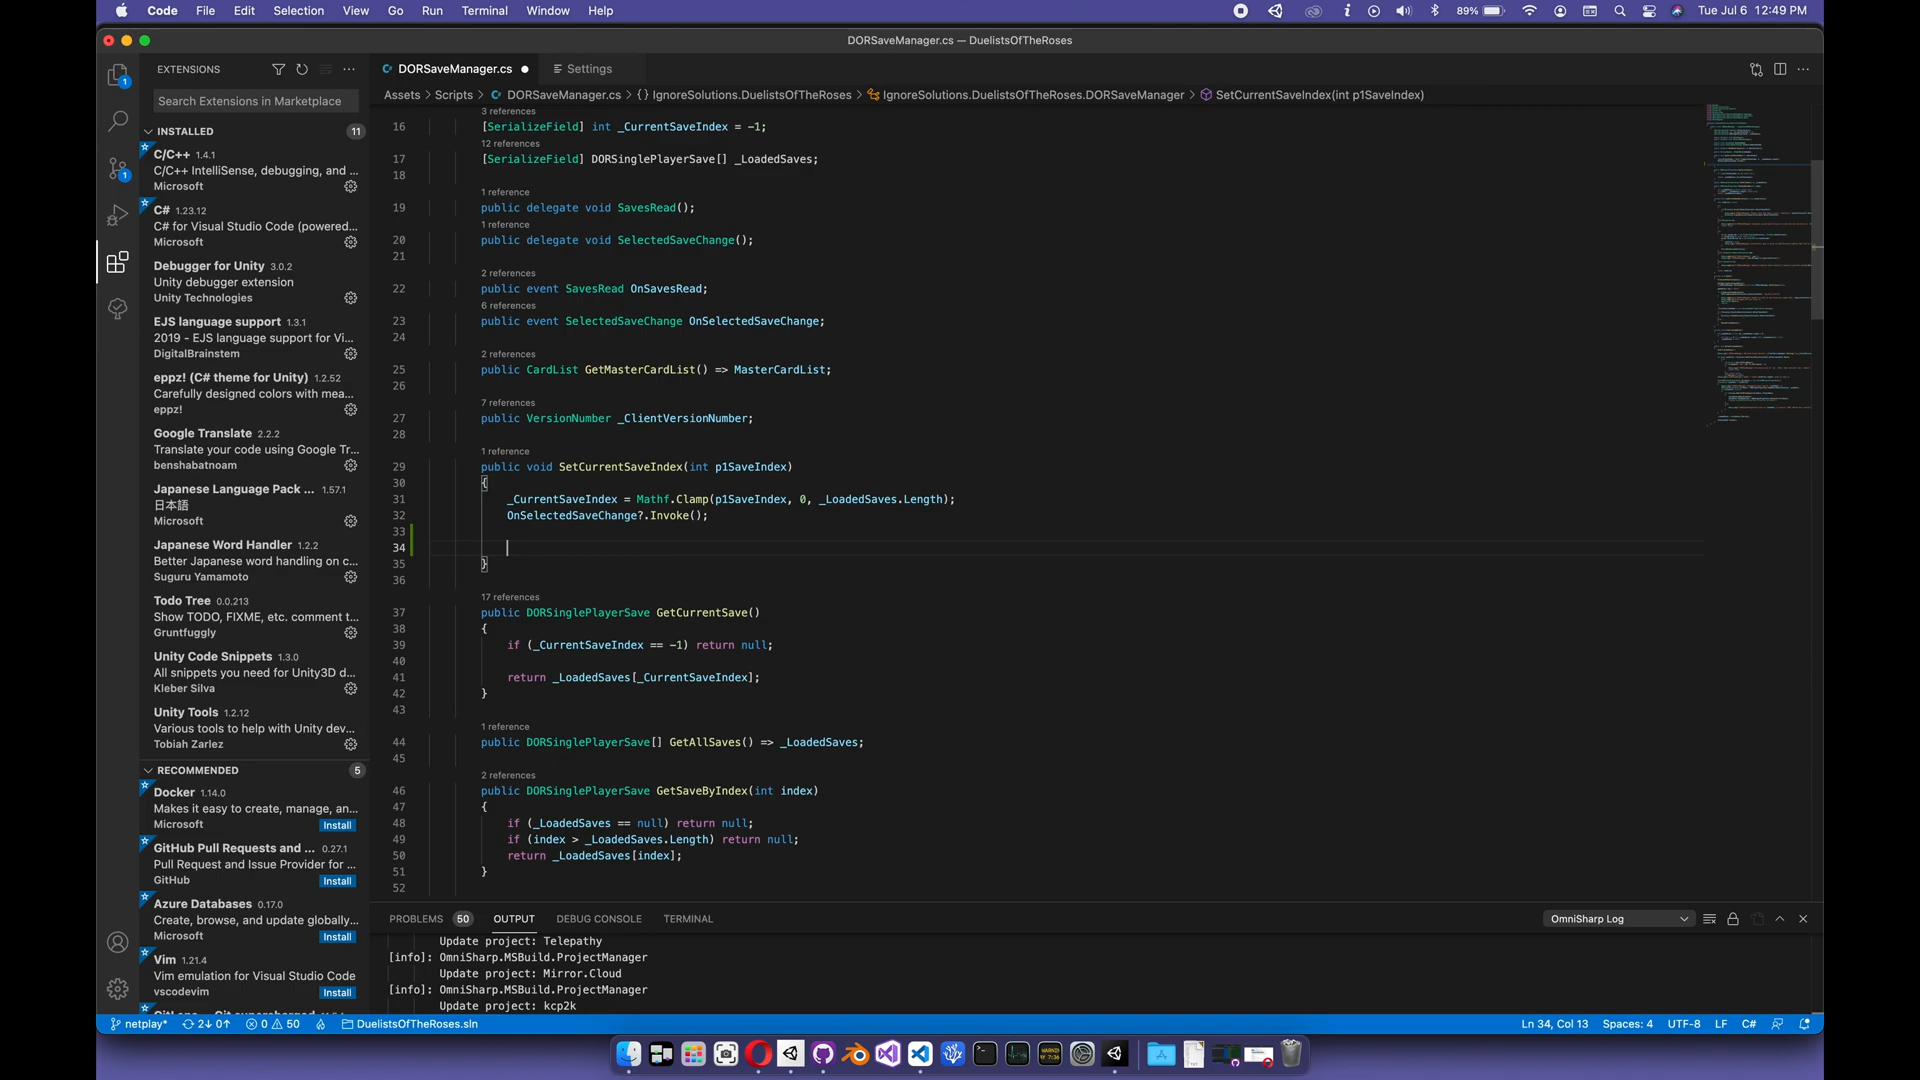 Code File Edit Selection View Go Run Terminal Window Help 89% Tue Jul 6 12:49 PM
DORSaveManager.cs — DuelistsOfTheRoses
EXTENSIONS
DORSaveManager.cs
Settings
Search Extensions in Marketplace
Assets > Scripts > DORSaveManager.cs > {} IgnoreSolutions.DuelistsOfTheRoses > IgnoreSolutions.DuelistsOfTheRoses.DORSaveManager > SetCurrentSaveIndex(int p1SaveIndex)
INSTALLED 11
C/C++ 1.4.1
C/C++ IntelliSense, debugging, and ...
Microsoft
C# 1.23.12
C# for Visual Studio Code (powered...
Microsoft
Debugger for Unity 3.0.2
Unity debugger extension
Unity Technologies
EJS language support 1.3.1
2019 - EJS language support for Vi...
DigitalBrainstem
eppz! (C# theme for Unity) 1.2.52
Carefully designed colors with mea...
eppz!
Google Translate 2.2.2
Translate your code using Google Tr...
benshabatnoam
Japanese Language Pack ... 1.57.1
日本語
Microsoft
Japanese Word Handler 1.2.2
Better Japanese word handling on c...
Suguru Yamamoto
Todo Tree 0.0.213
Show TODO, FIXME, etc. comment t...
Gruntfuggly
Unity Code Snippets 1.3.0
All snippets you need for Unity3D d...
Kleber Silva
Unity Tools 1.2.12
Various tools to help with Unity dev...
Tobiah Zarlez
RECOMMENDED 5
Docker 1.14.0
Makes it easy to create, manage, an...
Microsoft Install
GitHub Pull Requests and ... 0.27.1
Pull Request and Issue Provider for ...
GitHub Install
Azure Databases 0.17.0
Create, browse, and update globally...
Microsoft Install
Vim 1.21.4
Vim emulation for Visual Studio Code
vscodevim Install
3 references
16 [SerializeField] int _CurrentSaveIndex = -1;
12 references
17 [SerializeField] DORSinglePlayerSave[] _LoadedSaves;
18
1 reference
19 public delegate void SavesRead();
1 reference
20 public delegate void SelectedSaveChange();
21
2 references
22 public event SavesRead OnSavesRead;
6 references
23 public event SelectedSaveChange OnSelectedSaveChange;
24
2 references
25 public CardList GetMasterCardList() => MasterCardList;
26
7 references
27 public VersionNumber _ClientVersionNumber;
28
1 reference
29 public void SetCurrentSaveIndex(int p1SaveIndex)
30 {
31 _CurrentSaveIndex = Mathf.Clamp(p1SaveIndex, 0, _LoadedSaves.Length);
32 OnSelectedSaveChange?.Invoke();
33
34
35 }
36
17 references
37 public DORSinglePlayerSave GetCurrentSave()
38 {
39 if (_CurrentSaveIndex == -1) return null;
40
41 return _LoadedSaves[_CurrentSaveIndex];
42 }
43
1 reference
44 public DORSinglePlayerSave[] GetAllSaves() => _LoadedSaves;
45
2 references
46 public DORSinglePlayerSave GetSaveByIndex(int index)
47 {
48 if (_LoadedSaves == null) return null;
49 if (index > _LoadedSaves.Length) return null;
50 return _LoadedSaves[index];
51 }
52
PROBLEMS 50 OUTPUT DEBUG CONSOLE TERMINAL OmniSharp Log
Update project: Telepathy
[info]: OmniSharp.MSBuild.ProjectManager
Update project: Mirror.Cloud
[info]: OmniSharp.MSBuild.ProjectManager
Update project: kcp2k
netplay* 2↓ 0↑ 0 50 DuelistsOfTheRoses.sln Ln 34, Col 13 Spaces: 4 UTF-8 LF C#